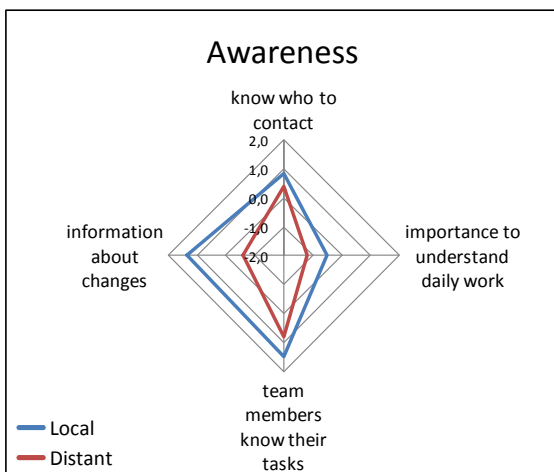 Awareness
know who to
contact
2,0
1,0
0,0
-1,0
-2,0
information
about
changes
importance to
understand
daily work
team
members
know their
tasks
Local
Distant